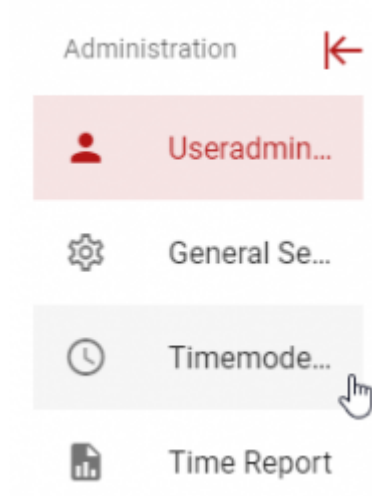 Administration
Useradmin...
General Se...
Timemode...
Time Report